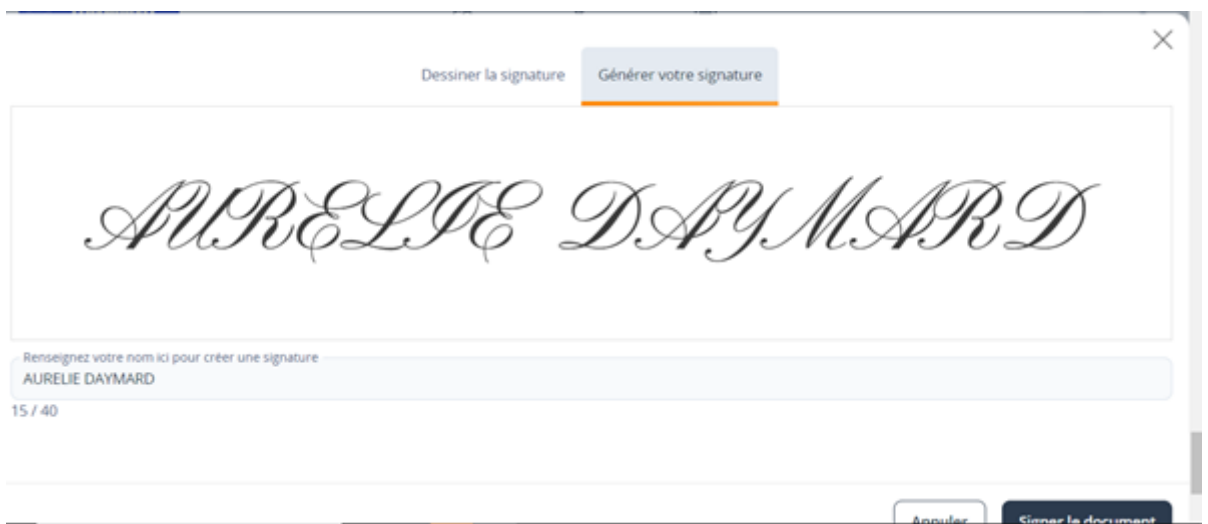 Dessiner la signature Générer votre signature
AURELIE DAYMARD
Renseignez votre nom ici pour créer une signature
AURELIE DAYMARD
15 / 40
Annuler Signer le document